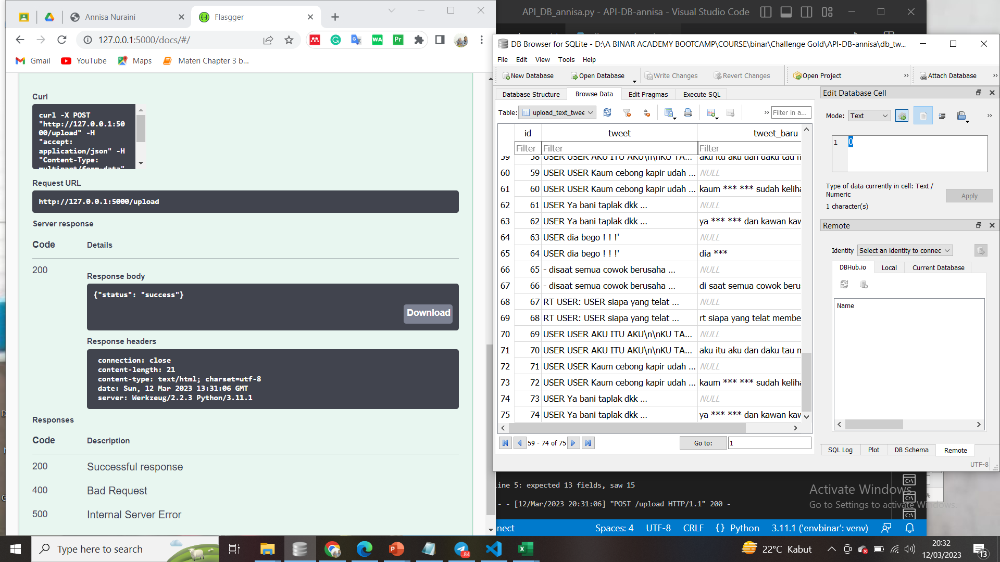 Annisa Nuraini
Flasgger
127.0.0.1:5000/docs/#/
Gmail
YouTube
Maps
Materi Chapter 3 b...
Curl
curl -X POST
"http://127.0.0.1:50
00/upload" -H
"accept:
application/json" -H
"Content-Type:
multipart/form-data"
Request URL
http://127.0.0.1:5000/upload
Server response
Code Details
200
Response body
{"status": "success"}
Download
Response headers
connection: close
content-length: 21
content-type: text/html; charset=utf-8
date: Sun, 12 Mar 2023 13:31:06 GMT
server: Werkzeug/2.2.3 Python/3.11.1
Responses
Code Description
200 Successful response
400 Bad Request
500 Internal Server Error
API_DB_annisa.py - API-DB-annisa - Visual Studio Code
DB Browser for SQLite - D:\A BINAR ACADEMY BOOTCAMP\COURSE\binar\Challenge Gold\API-DB-annisa\db_tw...
File Edit View Tools Help
New Database Open Database Write Changes Revert Changes Open Project Attach Database
Database Structure Browse Data Edit Pragmas Execute SQL
Table: upload_text_twee Filter in a...
id tweet tweet_baru
Filter Filter Filter
59 58 USER USER AKU ITU AKU\n\nKU TA... aku itu aku dan daku tau n
60 59 USER USER Kaum cebong kapir udah ... NULL
61 60 USER USER Kaum cebong kapir udah ... kaum *** *** sudah keliha
62 61 USER Ya bani taplak dkk ... NULL
63 62 USER Ya bani taplak dkk ... ya *** *** dan kawan kaw
64 63 USER dia bego ! ! !' NULL
65 64 USER dia bego ! ! !' dia ***
66 65 - disaat semua cowok berusaha ... NULL
67 66 - disaat semua cowok berusaha ... di saat semua cowok berus
68 67 RT USER: USER siapa yang telat ... NULL
69 68 RT USER: USER siapa yang telat ... rt siapa yang telat membe
70 69 USER USER AKU ITU AKU\n\nKU TA... NULL
71 70 USER USER AKU ITU AKU\n\nKU TA... aku itu aku dan daku tau n
72 71 USER USER Kaum cebong kapir udah ... NULL
73 72 USER USER Kaum cebong kapir udah ... kaum *** *** sudah keliha
74 73 USER Ya bani taplak dkk ... NULL
75 74 USER Ya bani taplak dkk ... ya *** *** dan kawan kaw
59 - 74 of 75 Go to: 1
Edit Database Cell
Mode: Text
1 0
Type of data currently in cell: Text /
Numeric
1 character(s)
Apply
Remote
Identity Select an identity to connec
DBHub.io Local Current Database
Name
SQL Log Plot DB Schema Remote
UTF-8
ine 5: expected 13 fields, saw 15
- - [12/Mar/2023 20:31:06] "POST /upload HTTP/1.1" 200 -
Activate Windows
Go to Settings to activate Windows.
nnect Spaces: 4 UTF-8 CRLF {} Python 3.11.1 ('envbinar': venv)
Type here to search
84
22°C Kabut
20:32
12/03/2023
13